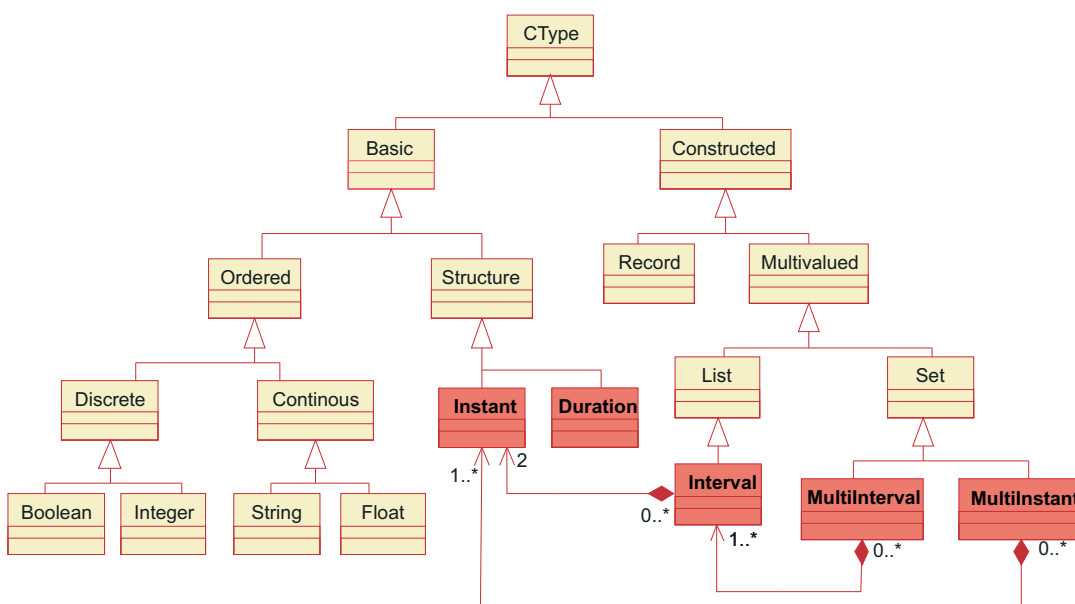 CType
Basic
Constructed
Ordered
Structure
Record
Multivalued
Discrete
Continous
Instant
Duration
List
Set
1..*
2
Boolean
Integer
String
Float
Interval
MultiInterval
MultiInstant
0..*
1..*
0..*
0..*